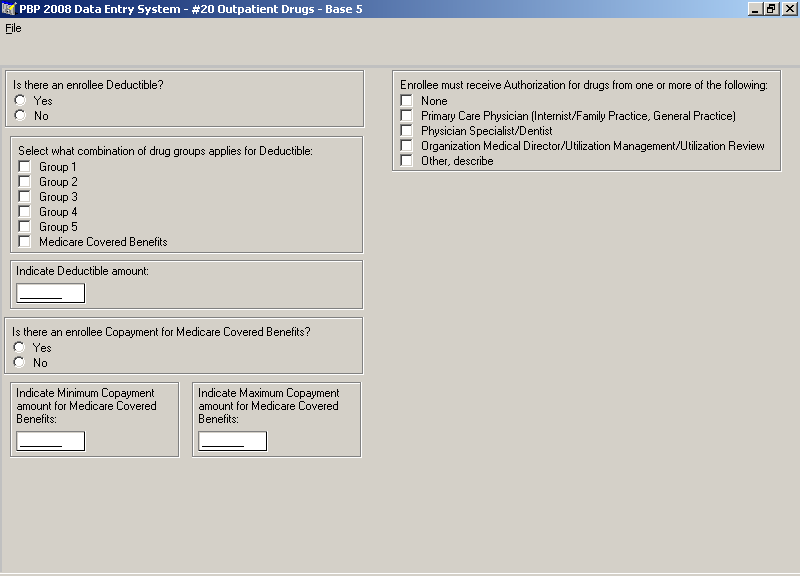 PBP 2008 Data Entry System - #20 Outpatient Drugs - Base 5
File
Is there an enrollee Deductible?
Yes
No
Select what combination of drug groups applies for Deductible:
Group 1
Group 2
Group 3
Group 4
Group 5
Medicare Covered Benefits
Indicate Deductible amount:
Is there an enrollee Copayment for Medicare Covered Benefits?
Yes
No
Indicate Minimum Copayment
amount for Medicare Covered
Benefits:
Indicate Maximum Copayment
amount for Medicare Covered
Benefits:
Enrollee must receive Authorization for drugs from one or more of the following:
None
Primary Care Physician (Internist/Family Practice, General Practice)
Physician Specialist/Dentist
Organization Medical Director/Utilization Management/Utilization Review
Other, describe